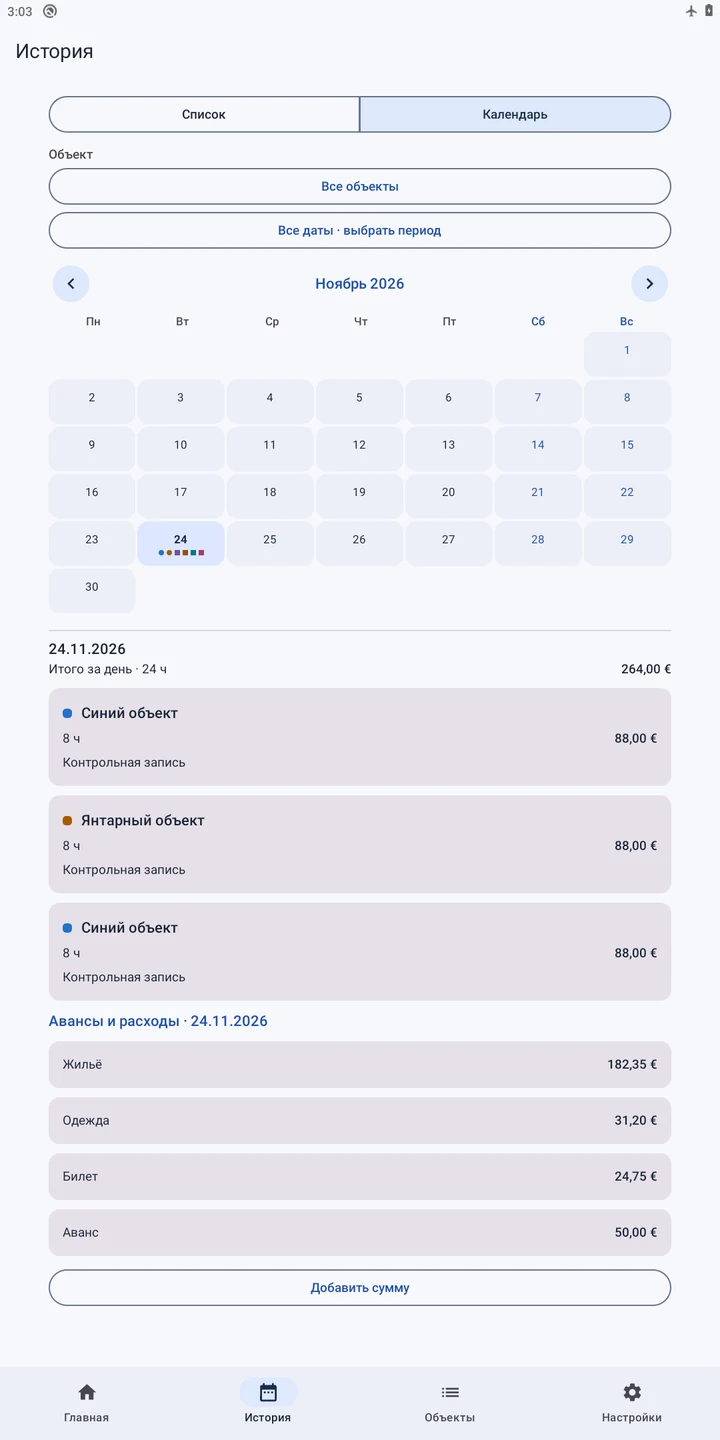 3:03
История
Список Календарь
Объект
Все объекты
Все даты · выбрать период
Ноябрь 2026
Пн Вт Ср Чт Пт Сб Вс
1
2 3 4 5 6 7 8
9 10 11 12 13 14 15
16 17 18 19 20 21 22
23 24 25 26 27 28 29
30
24.11.2026
Итого за день · 24 ч 264,00 €
Синий объект
8 ч 88,00 €
Контрольная запись
Янтарный объект
8 ч 88,00 €
Контрольная запись
Синий объект
8 ч 88,00 €
Контрольная запись
Авансы и расходы · 24.11.2026
Жильё 182,35 €
Одежда 31,20 €
Билет 24,75 €
Аванс 50,00 €
Добавить сумму
Главная История Объекты Настройки